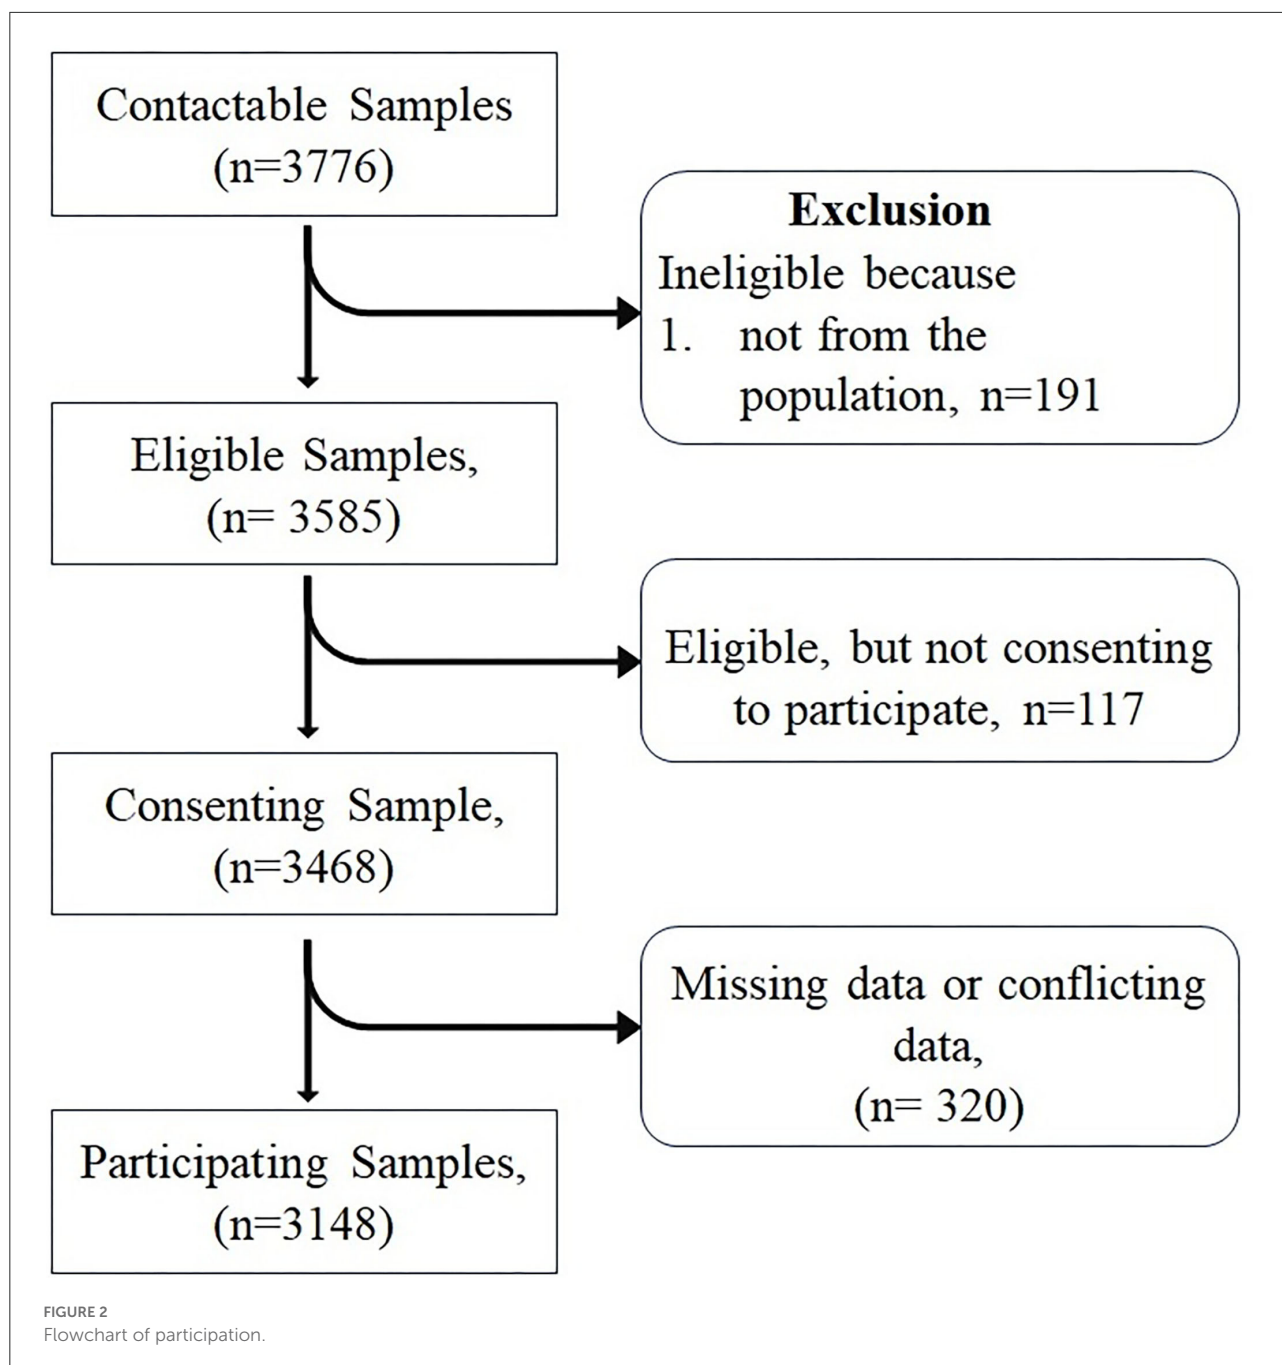 Contactable Samples
(n=3776)
Exclusion
Ineligible because
1. not from the
population, n=191
Eligible Samples,
(n= 3585)
Eligible, but not consenting
to participate, n=117
Consenting Sample,
(n=3468)
Missing data or conflicting
data,
(n= 320)
Participating Samples,
(n=3148)
FIGURE 2
Flowchart of participation.